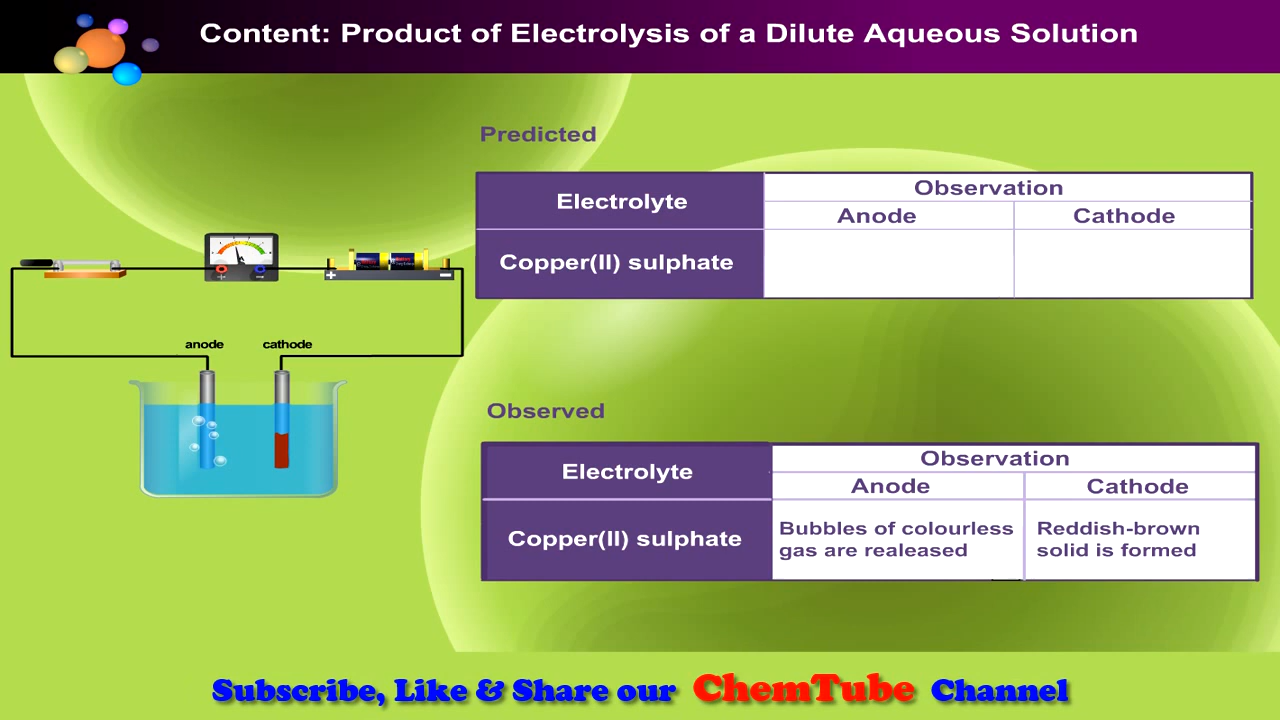 Content: Product of Electrolysis of a Dilute Aqueous Solution
Predicted
Electrolyte
Observation
Anode
Cathode
Copper(II) sulphate
+
−
anode
cathode
Observed
Electrolyte
Observation
Anode
Cathode
Copper(II) sulphate
Bubbles of colourless
gas are realeased
Reddish-brown
solid is formed
Subscribe, Like & Share our ChemTube Channel